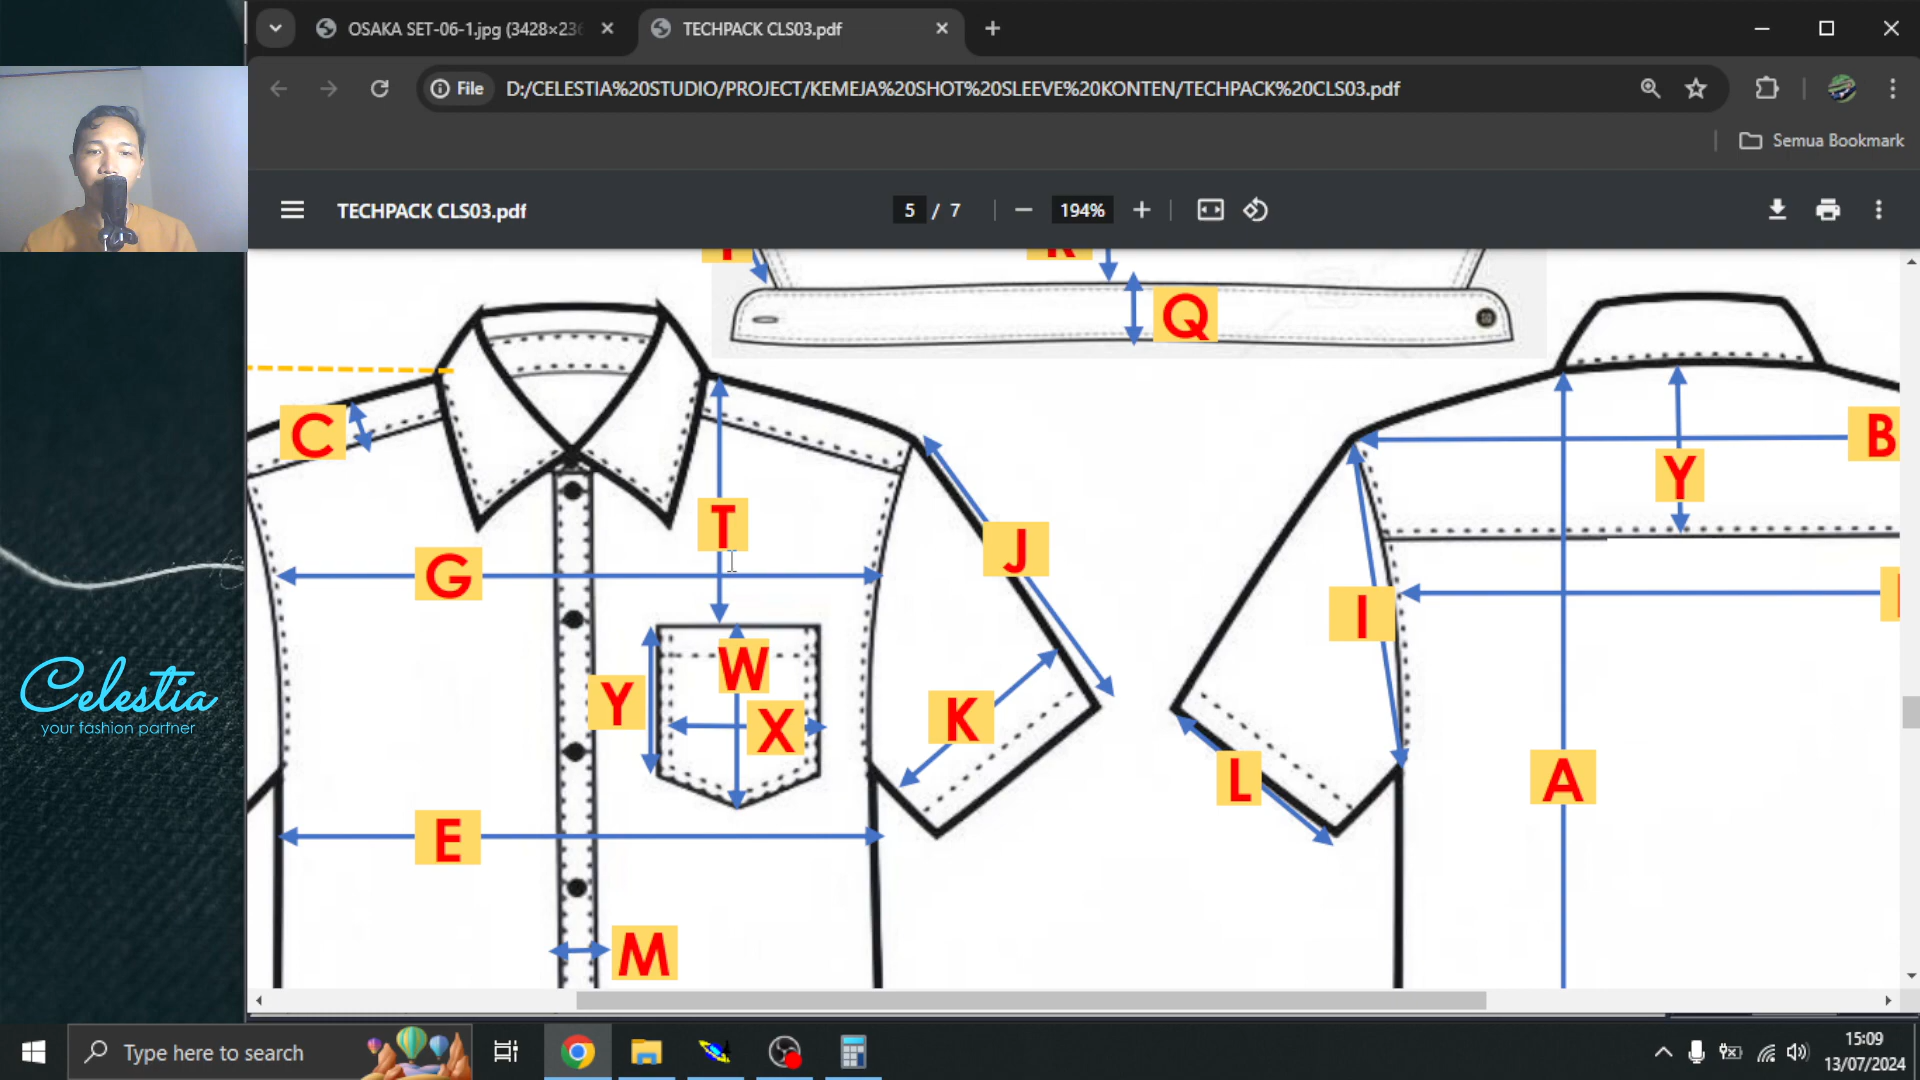 OSAKA SET-06-1.jpg (3428×236
TECHPACK CLS03.pdf
File
D:/CELESTIA%20STUDIO/PROJECT/KEMEJA%20SHOT%20SLEEVE%20KONTEN/TECHPACK%20CLS03.pdf
Semua Bookmark
TECHPACK CLS03.pdf
5 / 7
194%
Q
C
B
Y
T
J
G
I
W
Y
X
K
L
A
E
M
Celestia
your fashion partner
Type here to search
15:09
13/07/2024